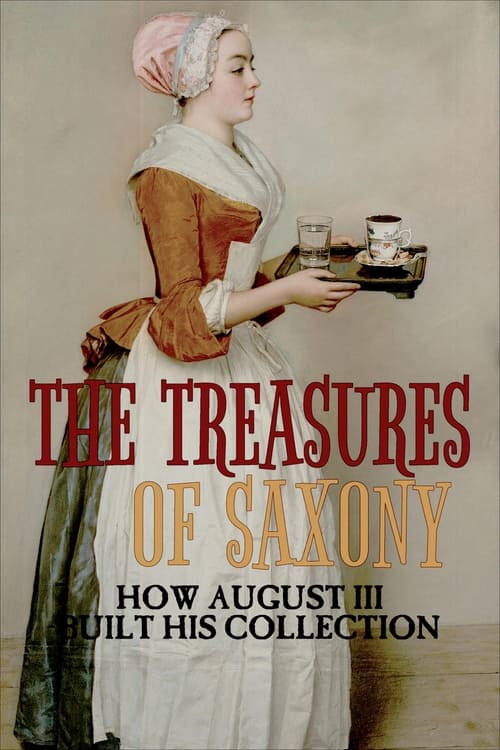 THE TREASURES
OF SAXONY
HOW AUGUST III
BUILT HIS COLLECTION